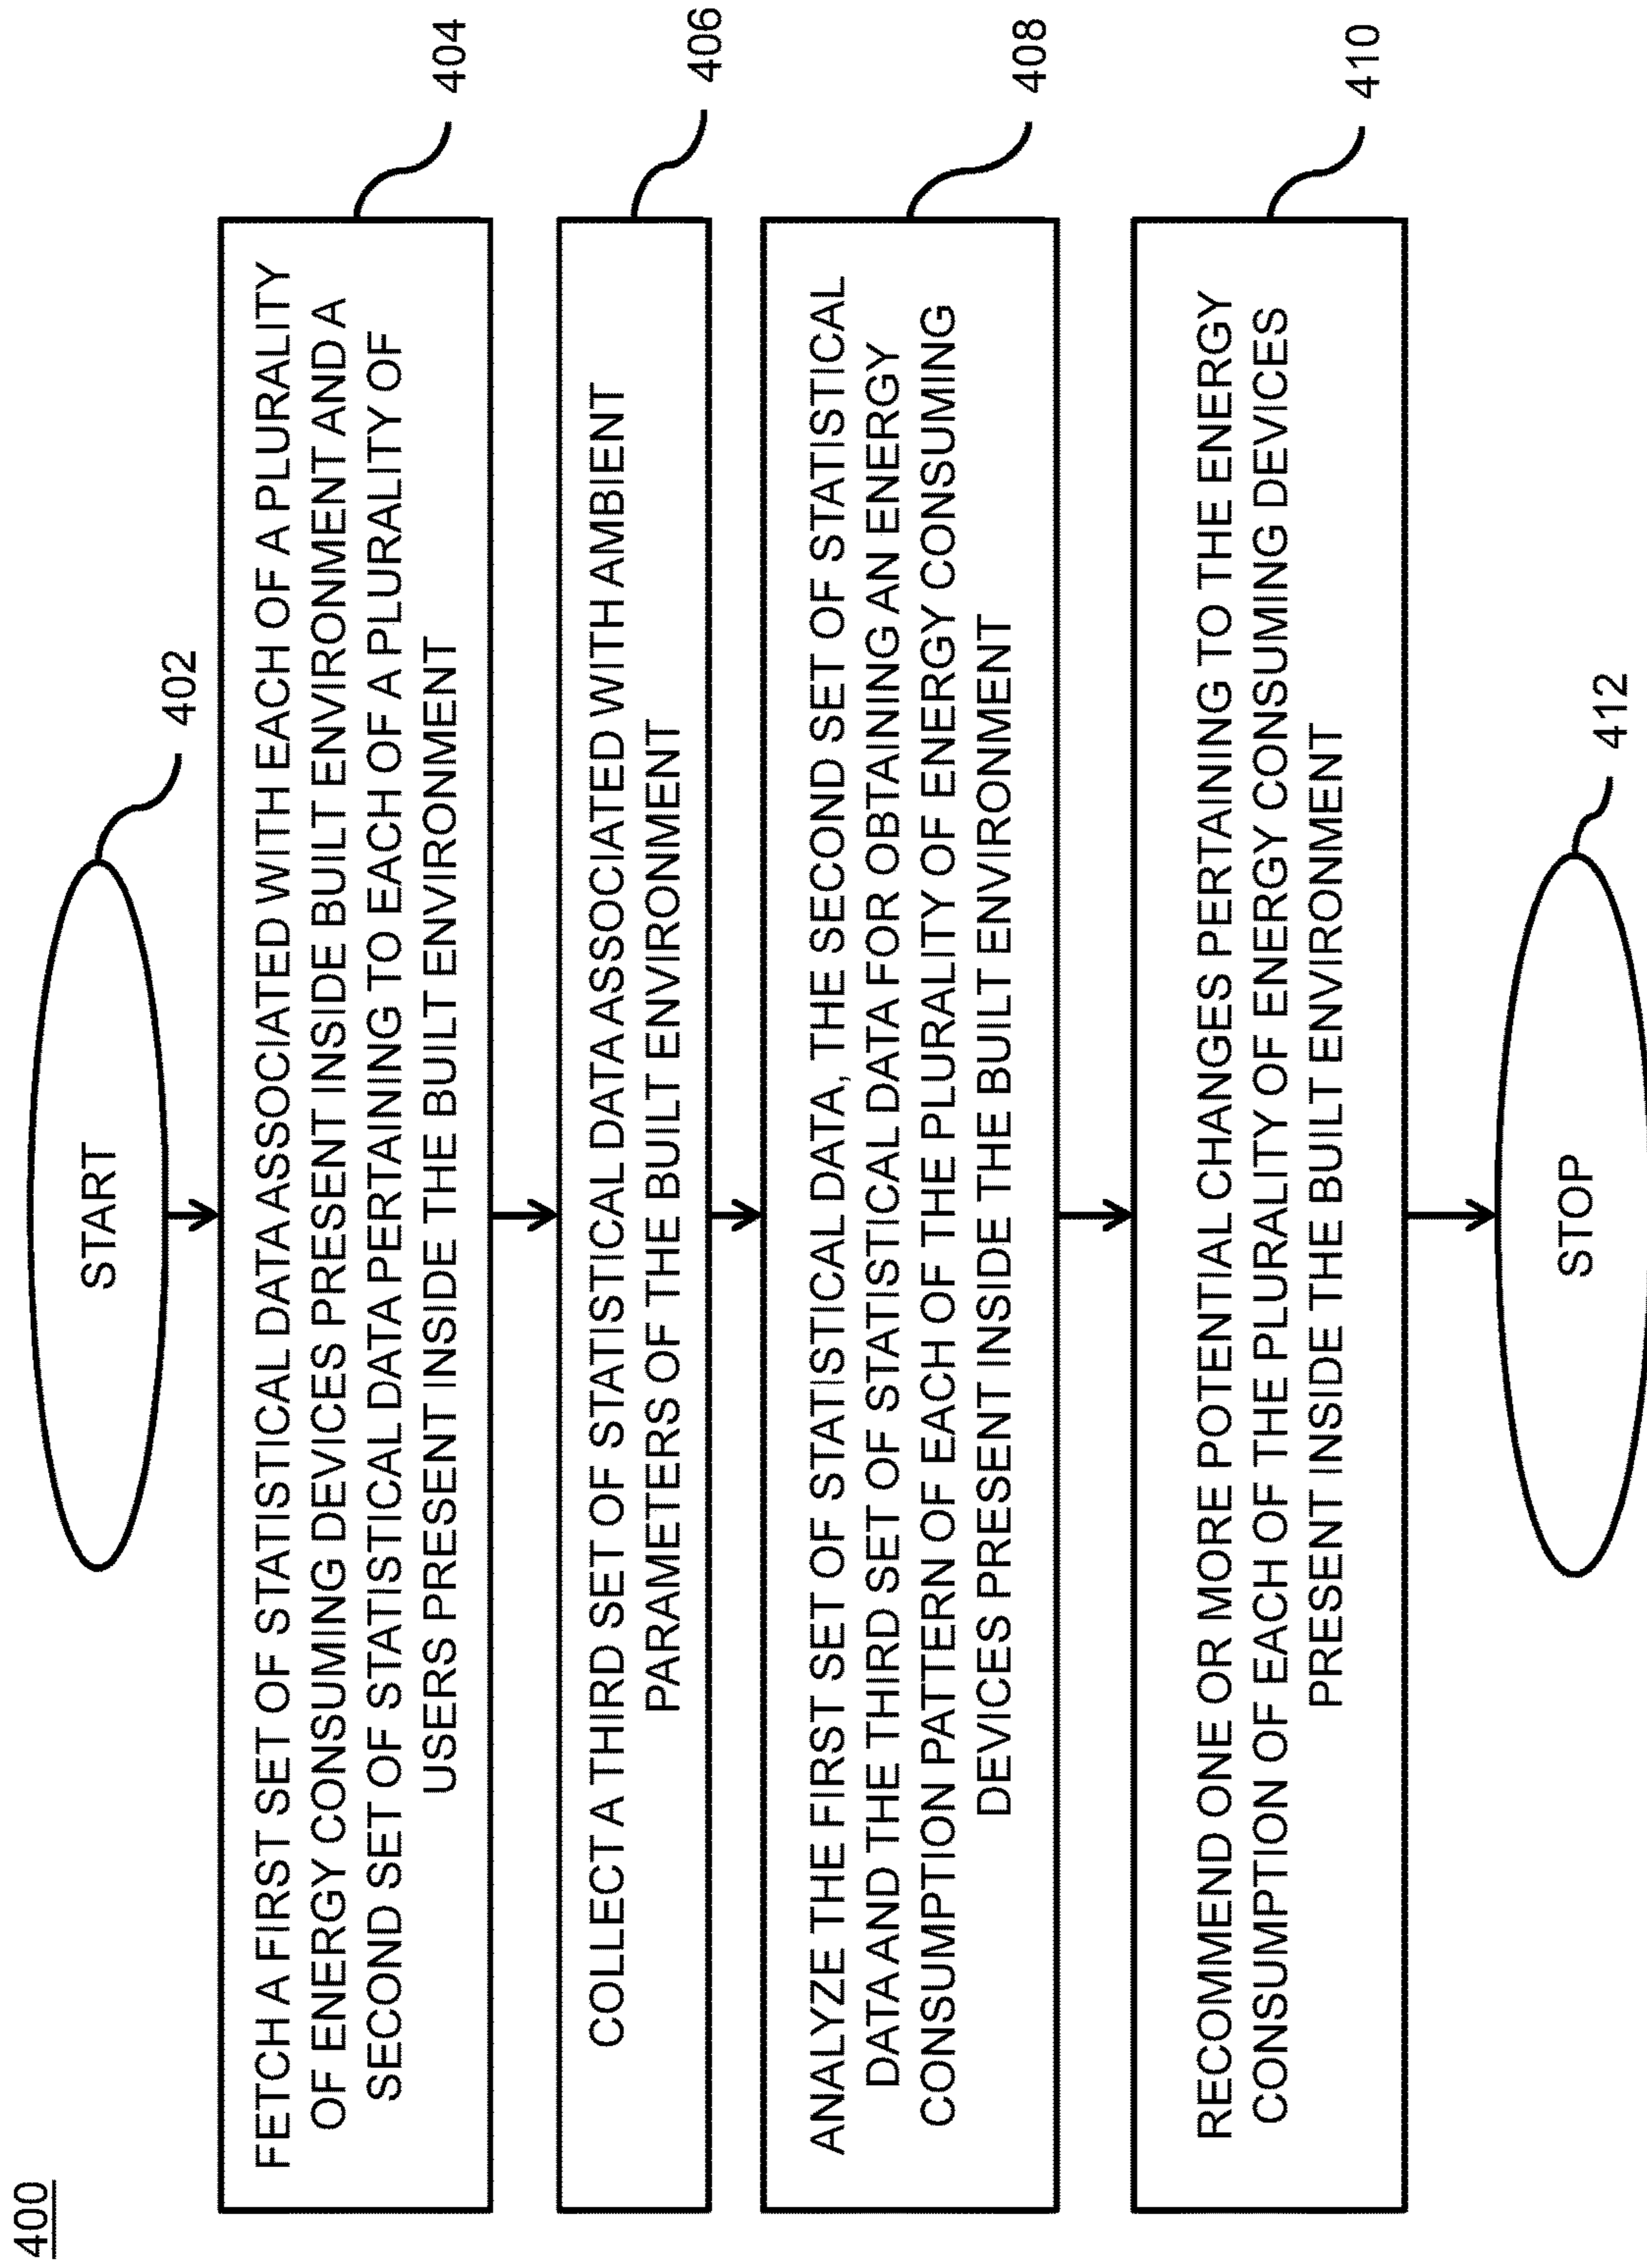 400
START
402
FETCH A FIRST SET OF STATISTICAL DATA ASSOCIATED WITH EACH OF A PLURALITY
OF ENERGY CONSUMING DEVICES PRESENT INSIDE BUILT ENVIRONMENT AND A
SECOND SET OF STATISTICAL DATA PERTAINING TO EACH OF A PLURALITY OF
USERS PRESENT INSIDE THE BUILT ENVIRONMENT
404
COLLECT A THIRD SET OF STATISTICAL DATA ASSOCIATED WITH AMBIENT
PARAMETERS OF THE BUILT ENVIRONMENT
406
ANALYZE THE FIRST SET OF STATISTICAL DATA, THE SECOND SET OF STATISTICAL
DATA AND THE THIRD SET OF STATISTICAL DATA FOR OBTAINING AN ENERGY
CONSUMPTION PATTERN OF EACH OF THE PLURALITY OF ENERGY CONSUMING
DEVICES PRESENT INSIDE THE BUILT ENVIRONMENT
408
RECOMMEND ONE OR MORE POTENTIAL CHANGES PERTAINING TO THE ENERGY
CONSUMPTION OF EACH OF THE PLURALITY OF ENERGY CONSUMING DEVICES
PRESENT INSIDE THE BUILT ENVIRONMENT
410
STOP
412